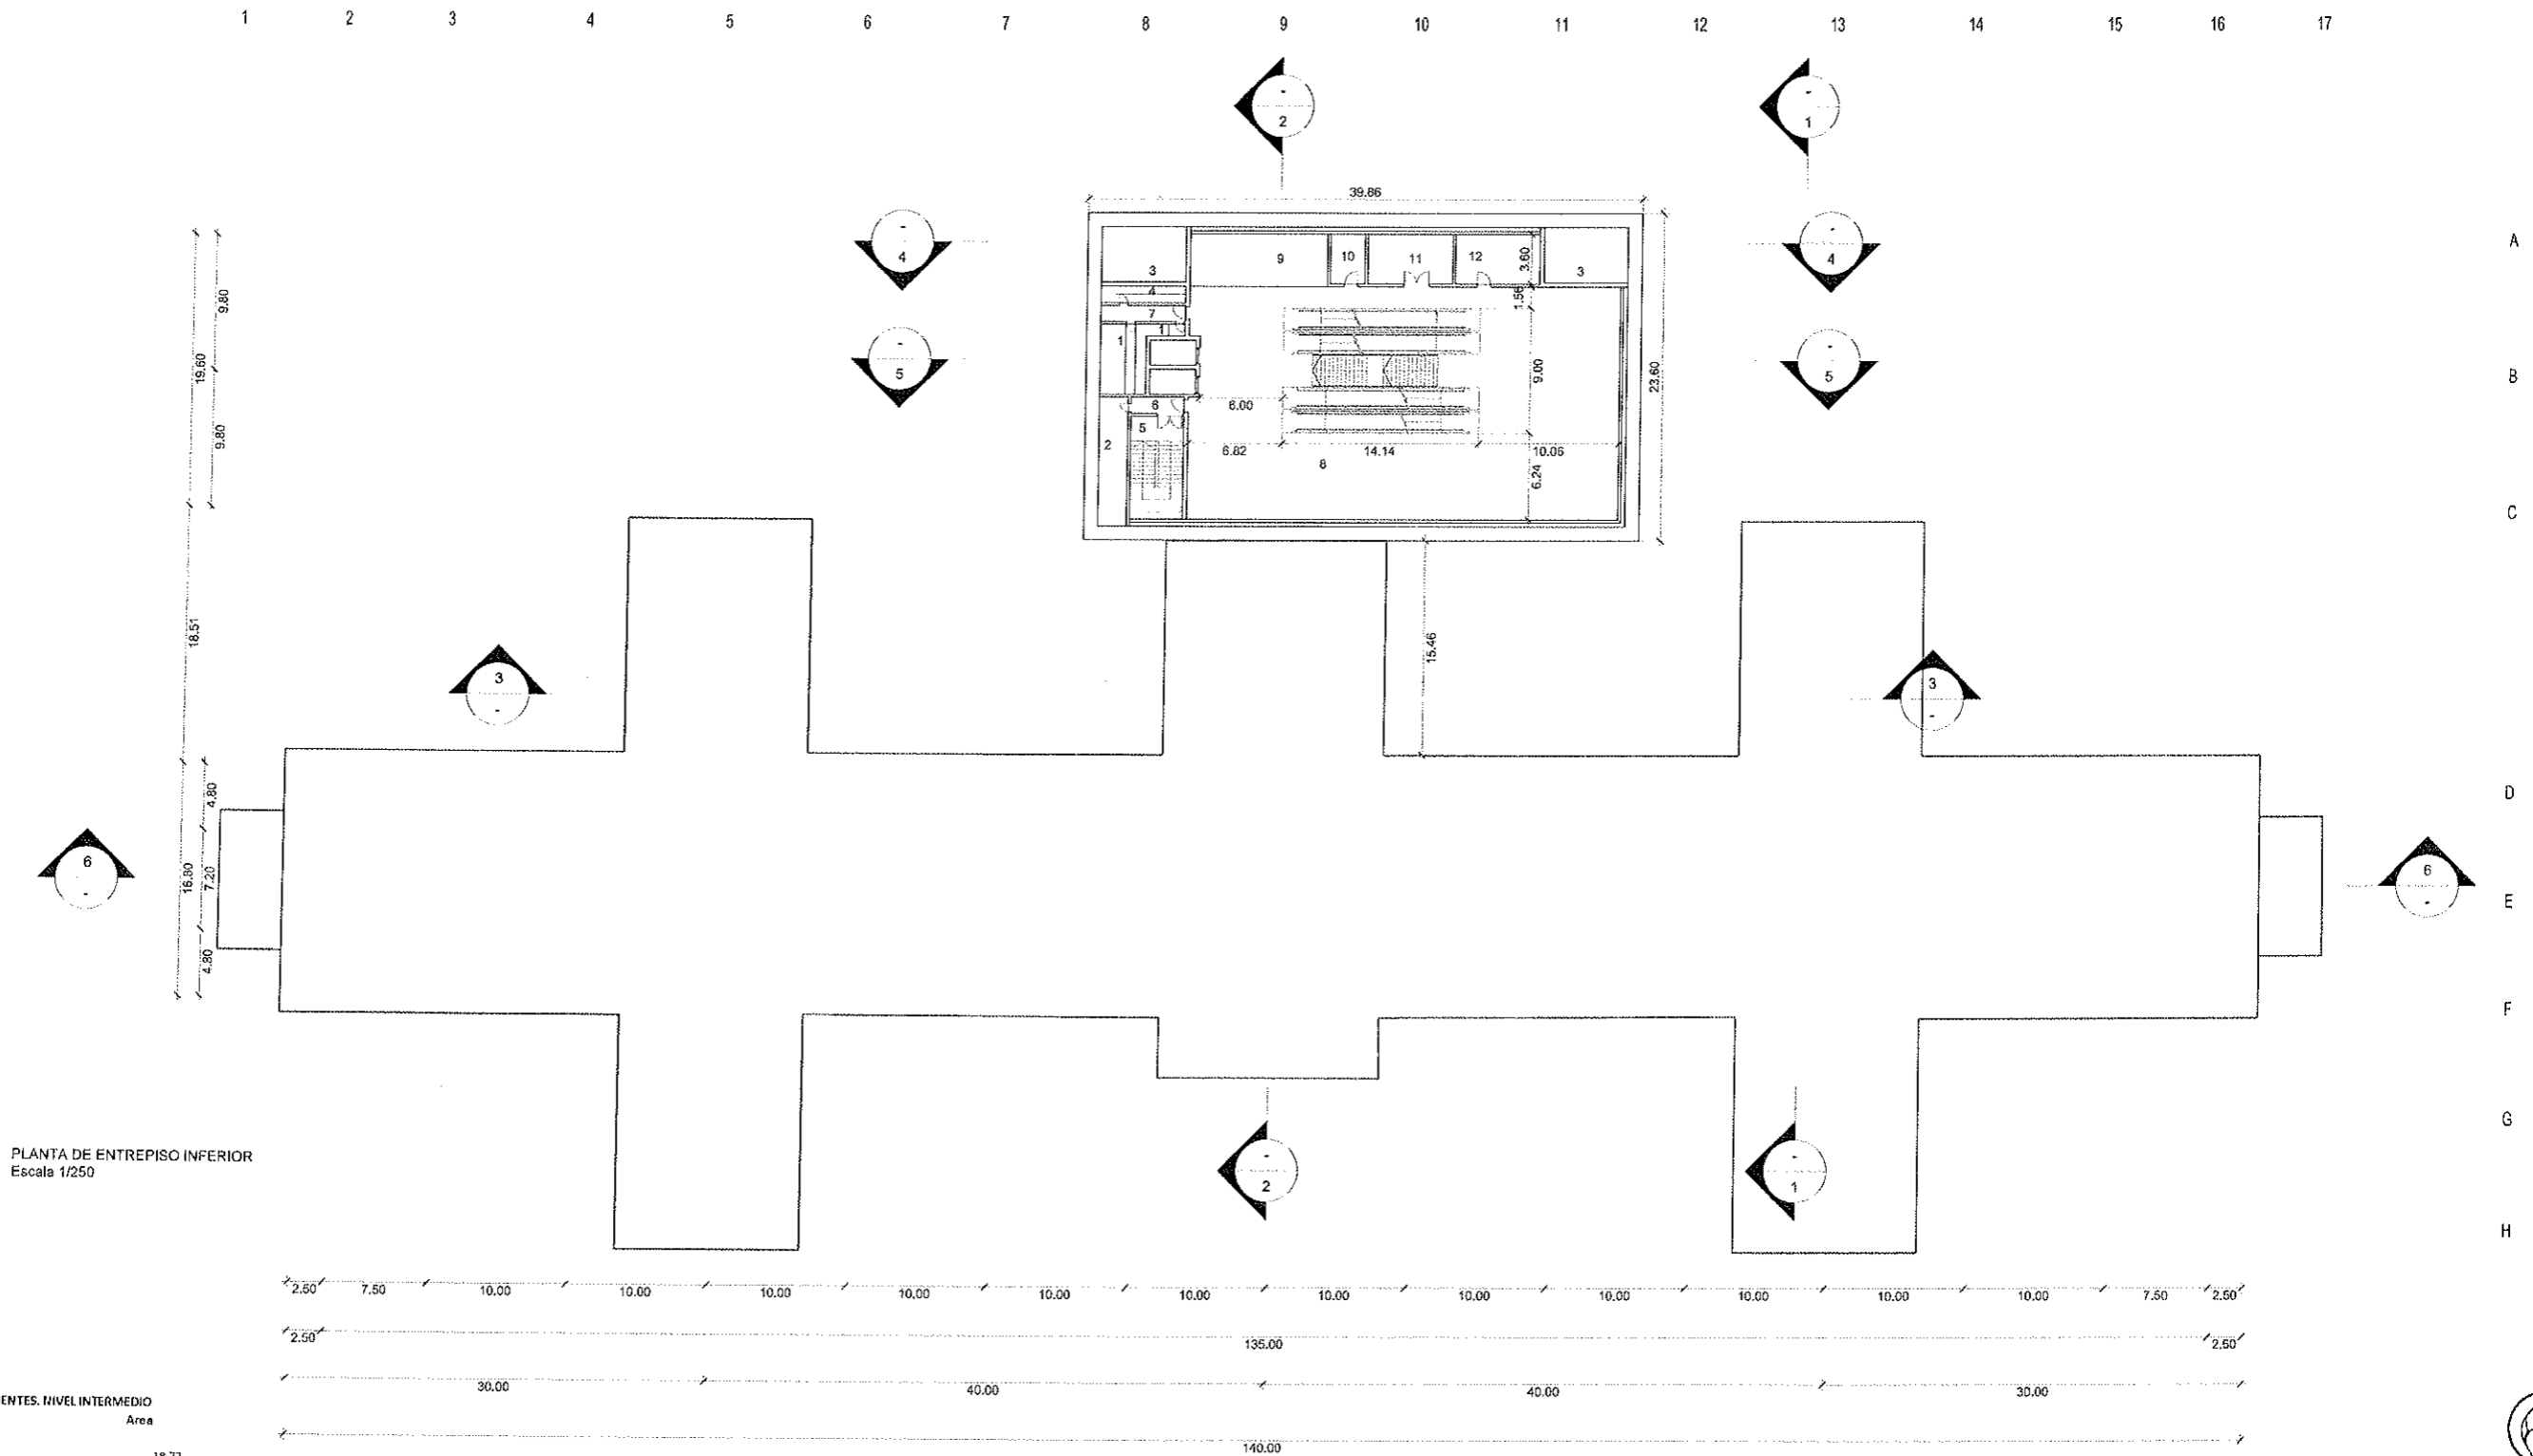 1 2 3 4 5 6 7 8 9 10 11 12 13 14 15 16 17
- 2
- 1
39.86
- 4
- 4
A
3 9 10 11 12 3.60 3
4
1.56
7
1
1
9.80
19.60
- 5
9.00
23.60
- 5
B
6 6.00
5
9.80
2
6.82 14.14 10.06
8
6.24
C
18.51
15.46
3 -
3 -
4.80
D
6 -
16.80
7.20
6 -
E
4.80
F
G
PLANTA DE ENTREPISO INFERIOR
Escala 1/250
- 2
- 1
H
2.50 7.50 10.00 10.00 10.00 10.00 10.00 10.00 10.00 10.00 10.00 10.00 10.00 10.00 7.50 2.50
2.50 135.00 2.50
30.00 40.00 40.00 30.00
ENTES. NIVEL INTERMEDIO
Area
140.00